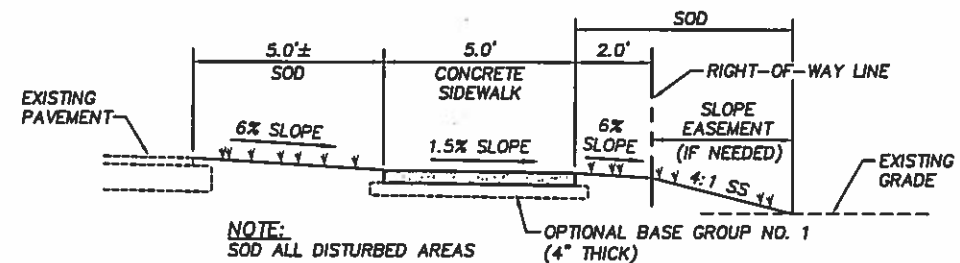 SOD
5.0'± 5.0' 2.0'
SOD CONCRETE
SIDEWALK
RIGHT-OF-WAY LINE
EXISTING
PAVEMENT
6% SLOPE
1.5% SLOPE
6%
SLOPE
SLOPE
EASEMENT
(IF NEEDED)
4:1 SS
EXISTING
GRADE
NOTE:
SOD ALL DISTURBED AREAS
OPTIONAL BASE GROUP NO. 1
(4" THICK)